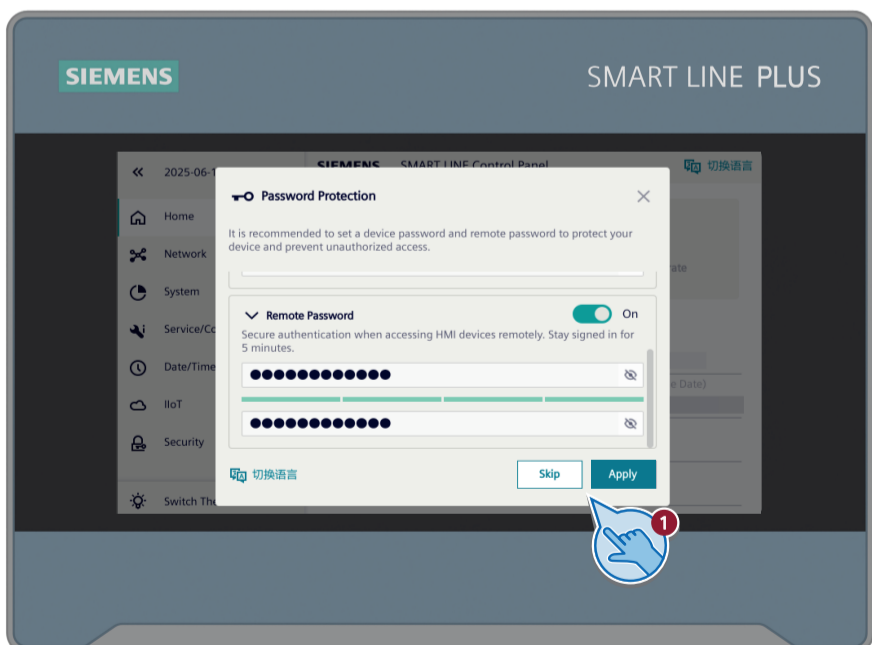 SIEMENS
SMART LINE PLUS
2025-06-1
SIEMENS SMART LINE Control Panel
切换语言
Home
Network
System
Service/Co
Date/Time
IIoT
Security
Switch The
Password Protection
It is recommended to set a device password and remote password to protect your
device and prevent unauthorized access.
Remote Password
On
Secure authentication when accessing HMI devices remotely. Stay signed in for
5 minutes.
切换语言
Skip
Apply
1
rate
e Date)